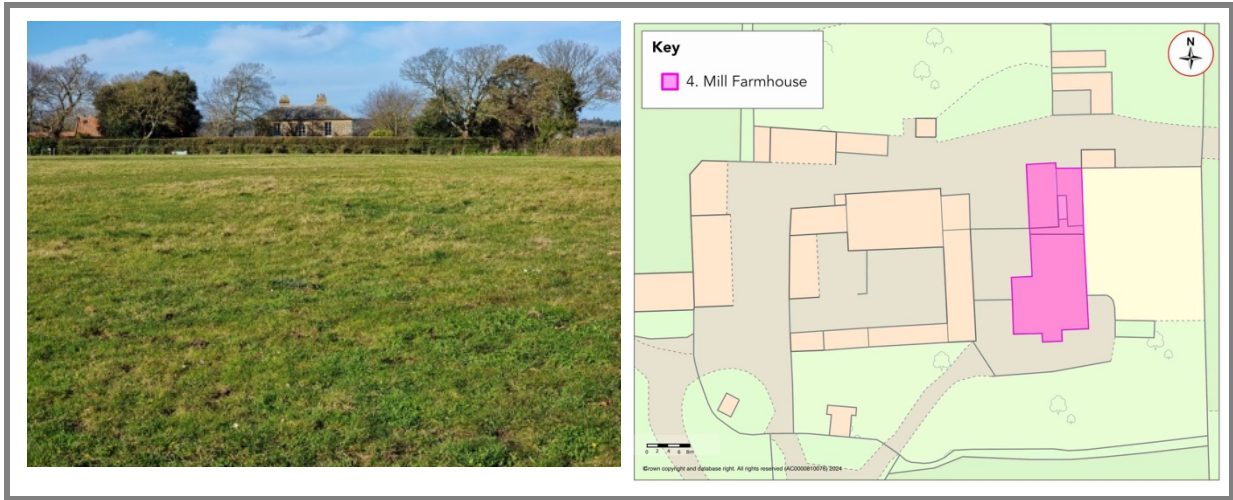 Key
4. Mill Farmhouse
N
0 2 4 6 8m
©rown copyright and database right. All rights reserved (AC0000810076) 2024